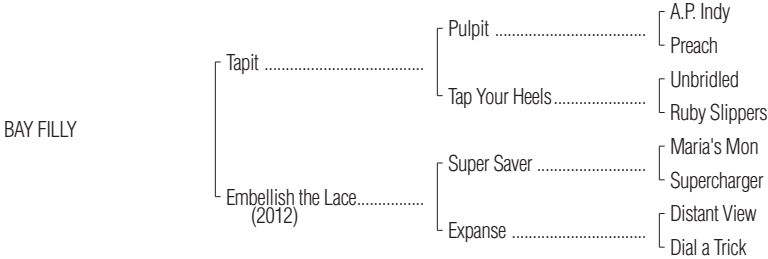 A.P. Indy
Pulpit ......................................
Preach
Tapit ........................................
Unbridled
Tap Your Heels.......................
Ruby Slippers
BAY FILLY
Maria's Mon
Super Saver ...........................
Supercharger
Embellish the Lace................
(2012)
Distant View
Expanse .................................
Dial a Trick